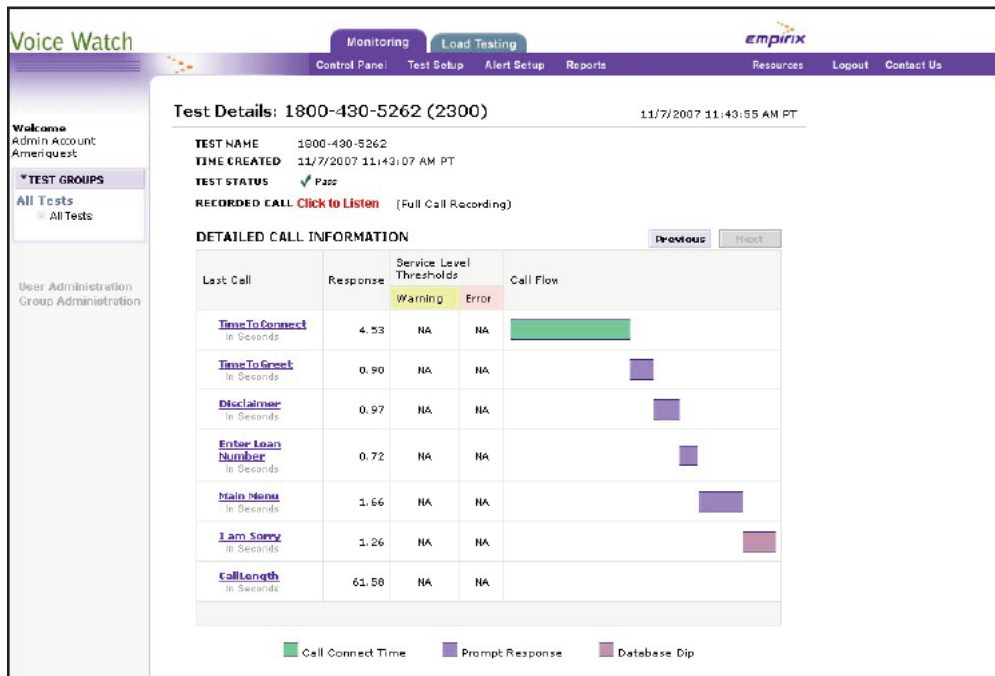 Voice Watch
Monitoring
Load Testing
empirix
Control Panel Test Setup Alert Setup Reports Resources Logout Contact Us
Welcome
Admin Account
Ameriquest
TEST GROUPS
All Tests
All Tests
User Administration
Group Administration
Test Details: 1800-430-5262 (2300) 11/7/2007 11:43:55 AM PT
TEST NAME 1800-430-5262
TIME CREATED 11/7/2007 11:43:07 AM PT
TEST STATUS Pass
RECORDED CALL Click to Listen (Full Call Recording)
DETAILED CALL INFORMATION Previous Next
Last Call Response Service Level Thresholds Call Flow
Warning Error
TimeToConnect 4.53 NA NA
In Seconds
TimeToGreet 0.90 NA NA
In Seconds
Disclaimer 0.97 NA NA
In Seconds
Enter Loan
Number 0.72 NA NA
In Seconds
Main Menu 1.66 NA NA
In Seconds
I am Sorry 1.26 NA NA
In Seconds
CallLength 61.58 NA NA
In Seconds
Call Connect Time Prompt Response Database Dip